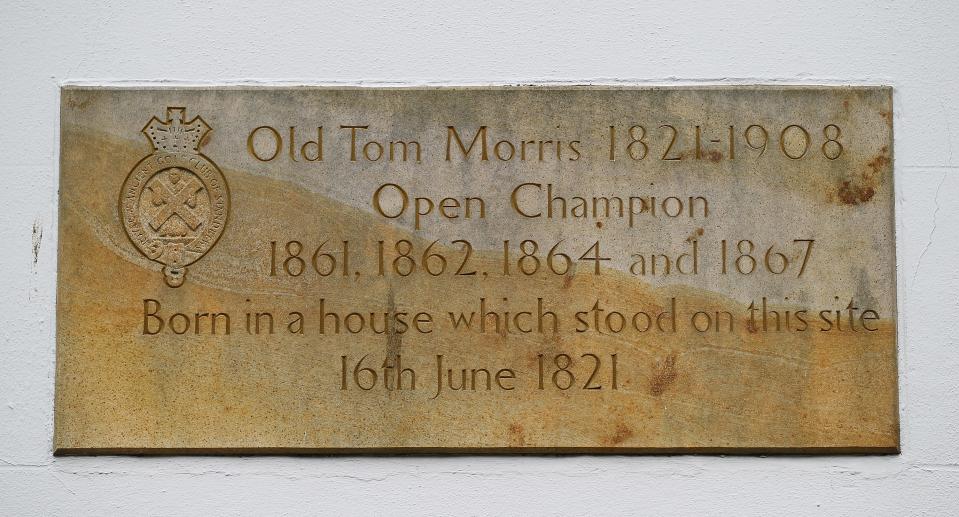 Old Tom Morris 1821-1908
Open Champion
1861, 1862, 1864 and 1867
Born in a house which stood on this site
16th June 1821